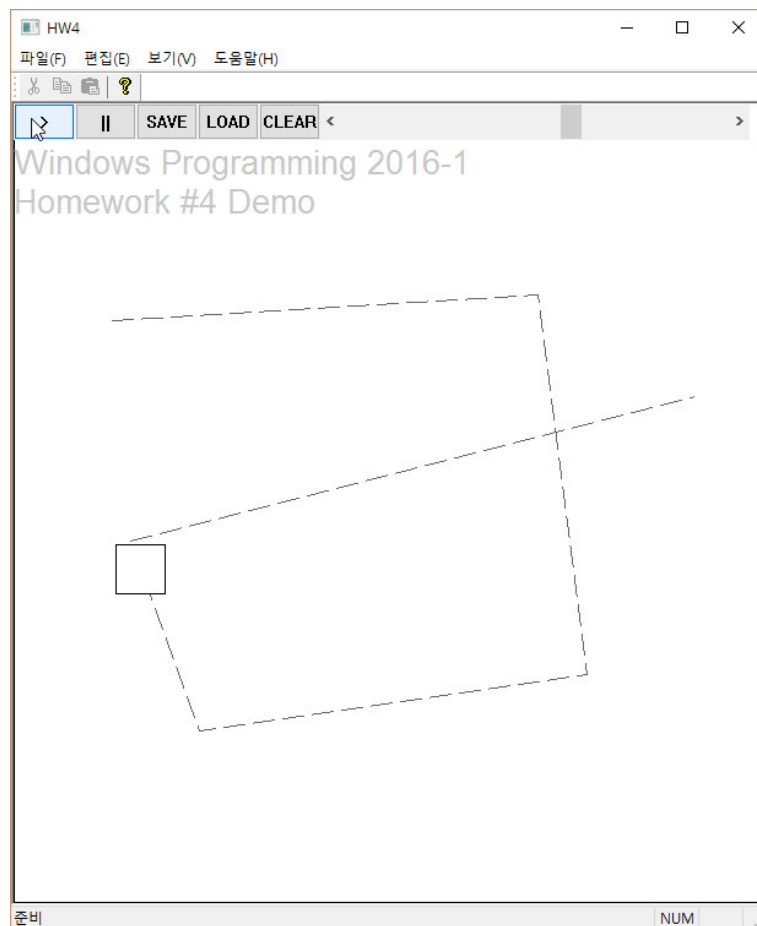 HW4
파일(F) 편집(E) 보기(V) 도움말(H)
|| SAVE LOAD CLEAR
Windows Programming 2016-1
Homework #4 Demo
준비 NUM